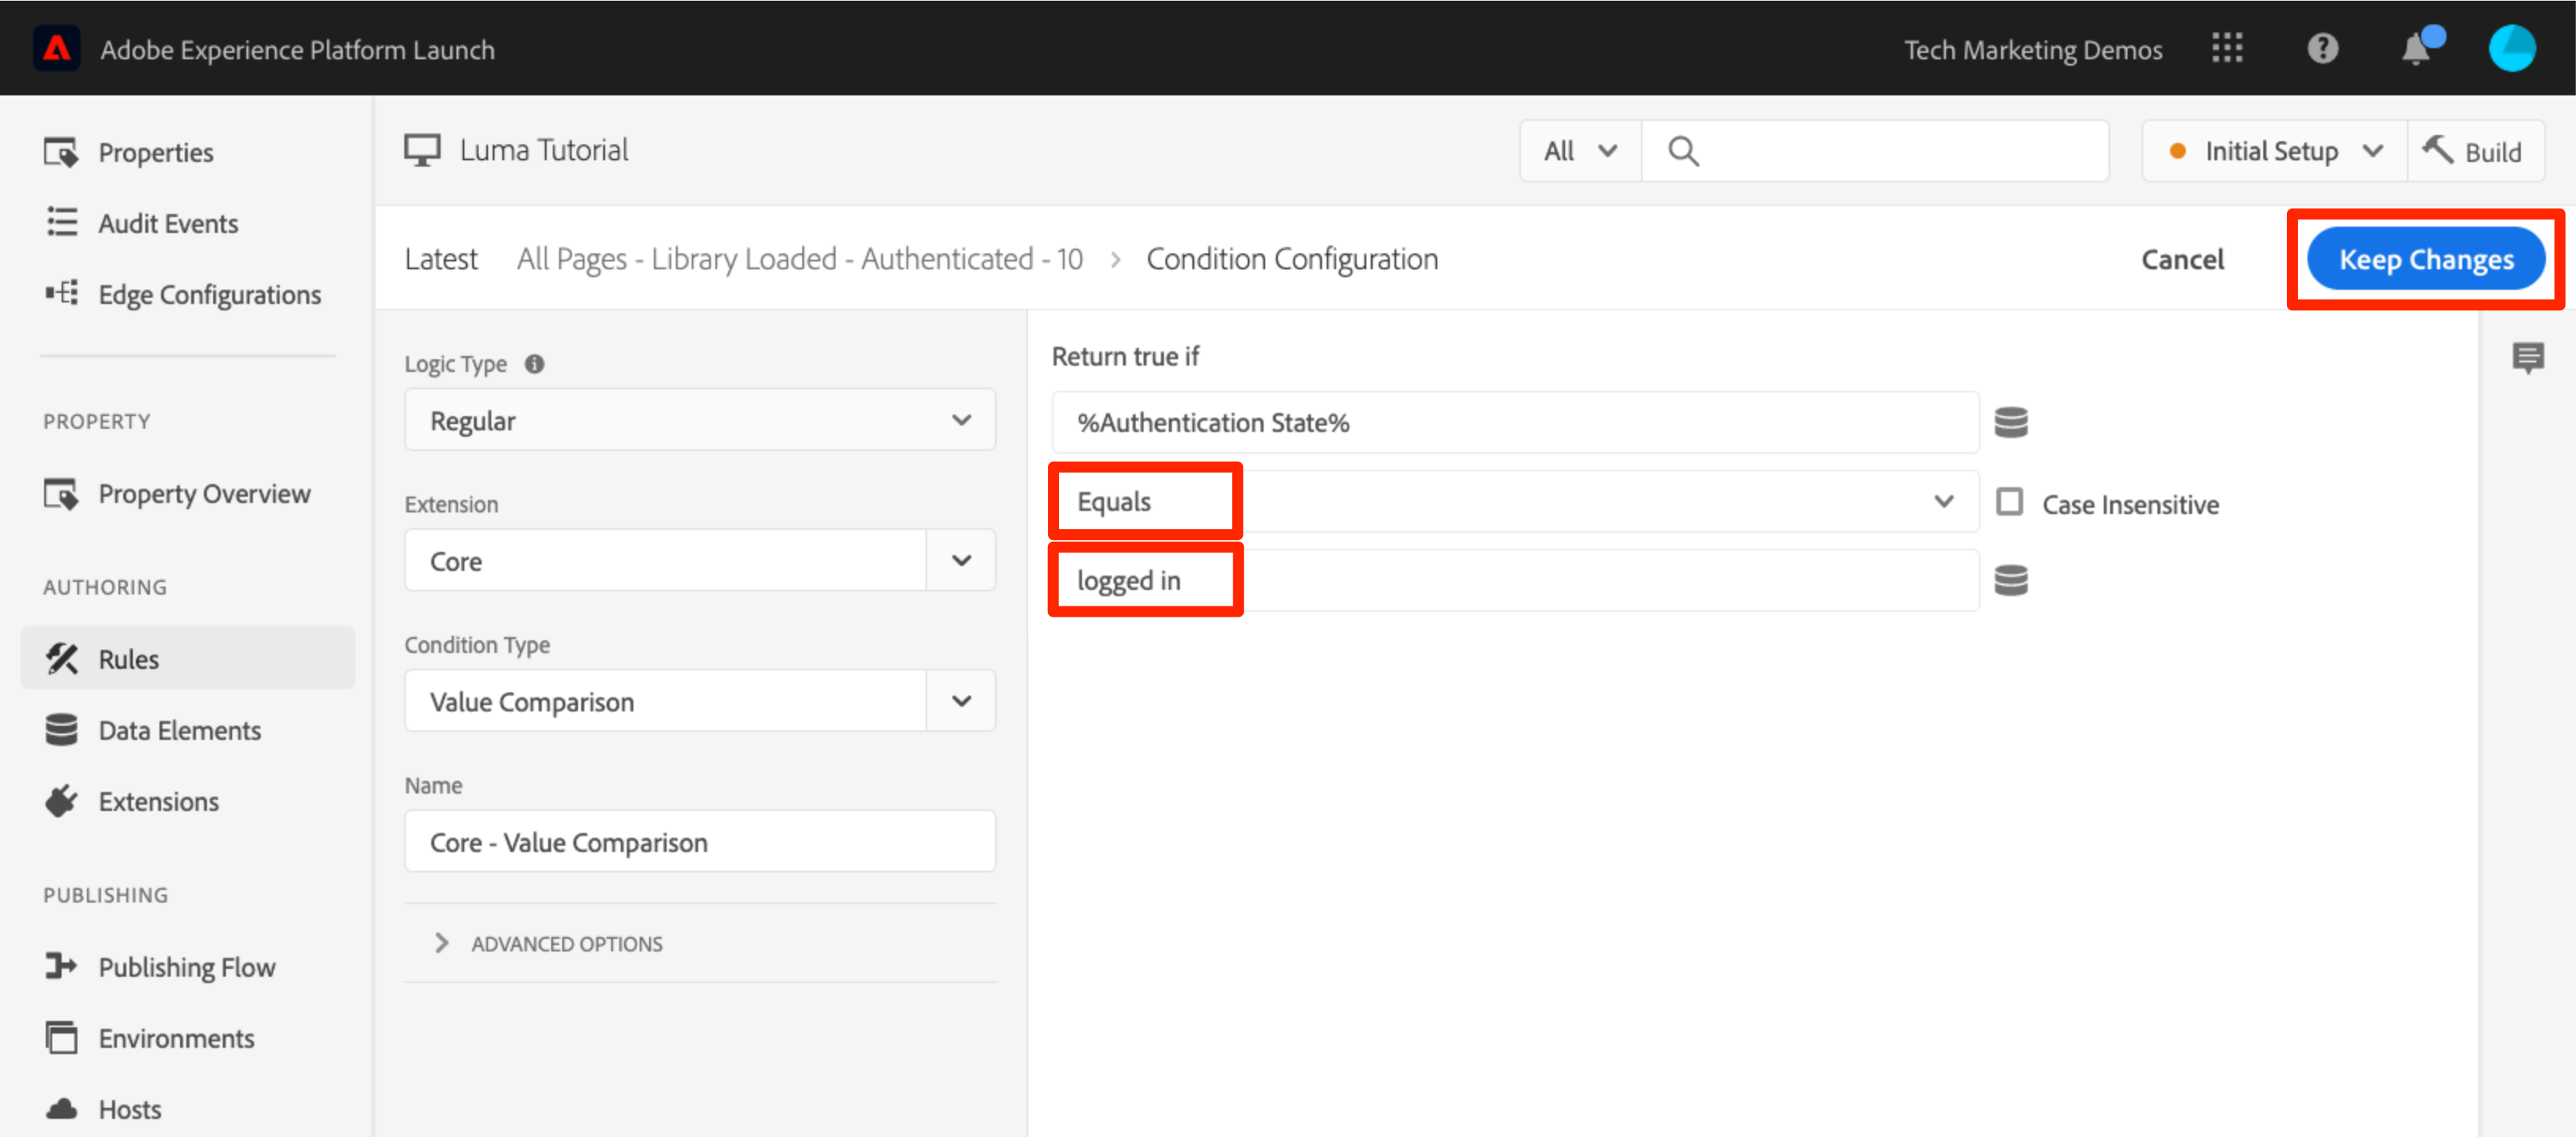 Adobe Experience Platform Launch
Tech Marketing Demos
Properties
Audit Events
Edge Configurations
PROPERTY
Property Overview
AUTHORING
Rules
Data Elements
Extensions
PUBLISHING
Publishing Flow
Environments
Hosts
Luma Tutorial
All
Initial Setup
Build
Latest All Pages - Library Loaded - Authenticated - 10 > Condition Configuration
Cancel
Keep Changes
Logic Type
Regular
Extension
Core
Condition Type
Value Comparison
Name
Core - Value Comparison
ADVANCED OPTIONS
Return true if
%Authentication State%
Equals
Case Insensitive
logged in